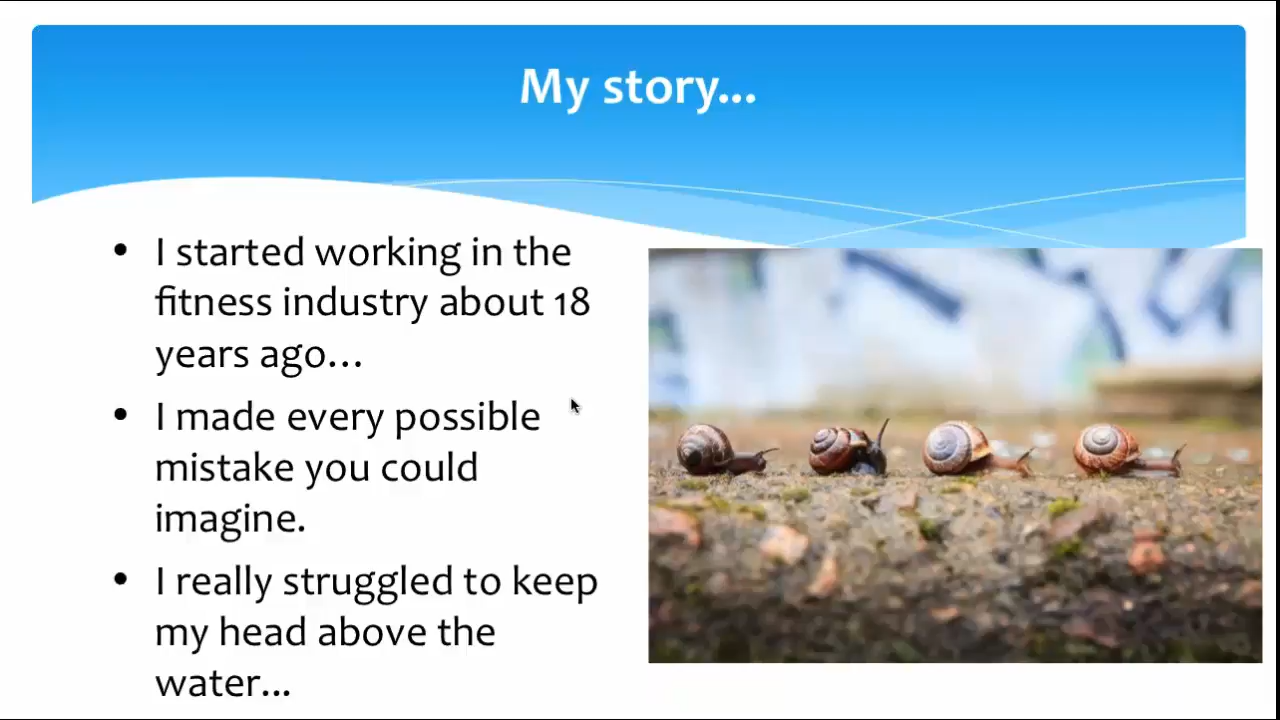 My story...
• I started working in the
fitness industry about 18
years ago...
• I made every possible
mistake you could
imagine.
• I really struggled to keep
my head above the
water...